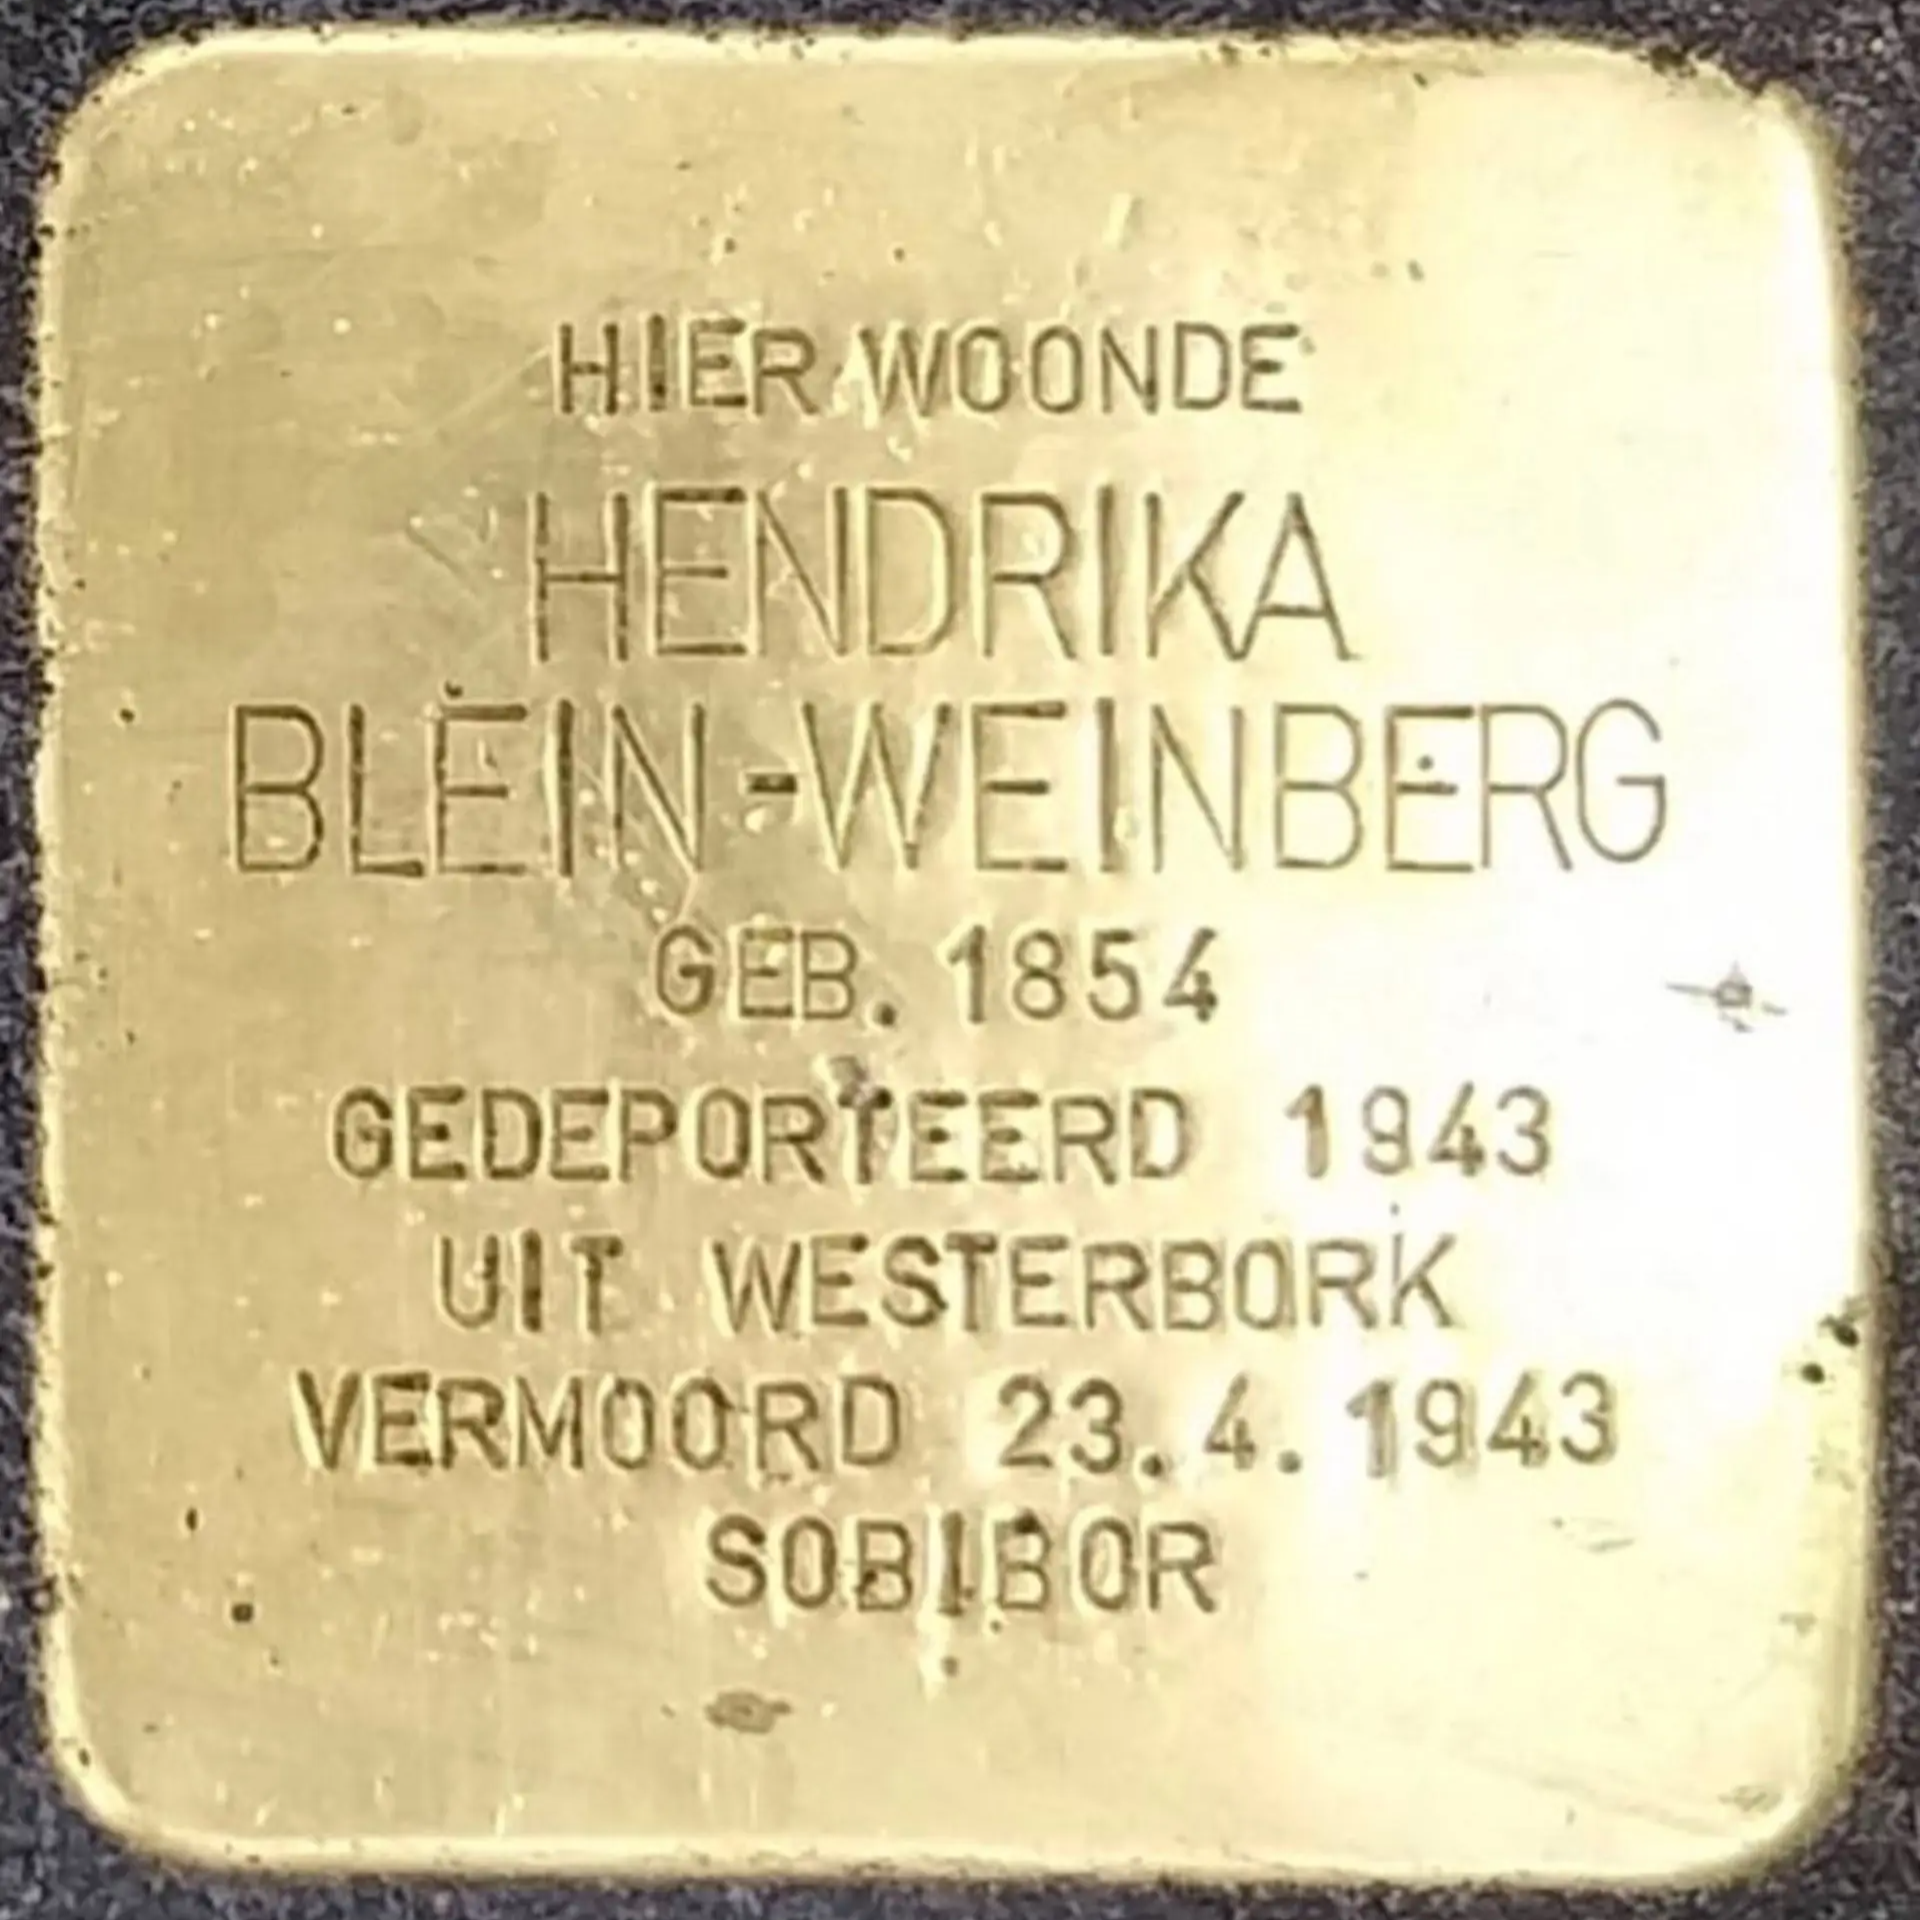 HIER WOONDE
HENDRIKA
BLEIN-WEINBERG
GEB. 1854
GEDEPORTEERD 1943
UIT WESTERBORK
VERMOORD 23.4.1943
SOBIBOR